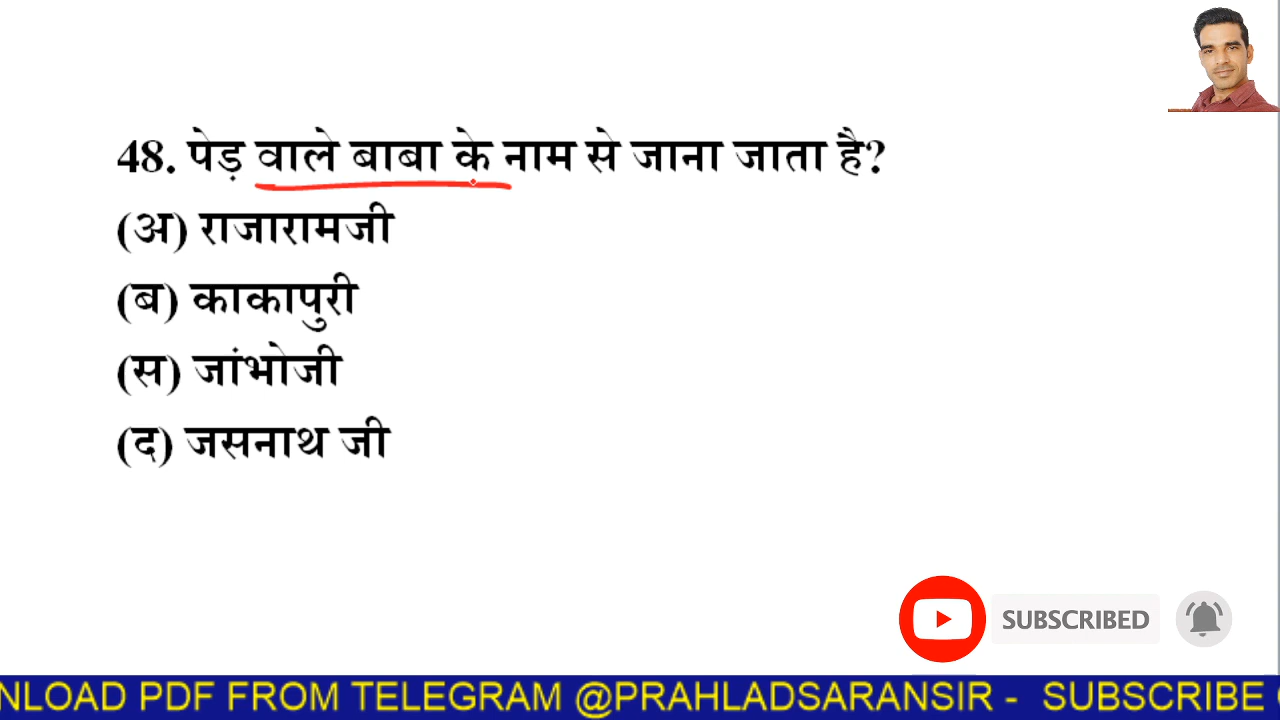 48. पेड़ वाले बाबा के नाम से जाना जाता है?
(अ) राजारामजी
(ब) काकापुरी
(स) जांभोजी
(द) जसनाथ जी
SUBSCRIBED
NLOAD PDF FROM TELEGRAM @PRAHLADSARANSIR - SUBSCRIBE